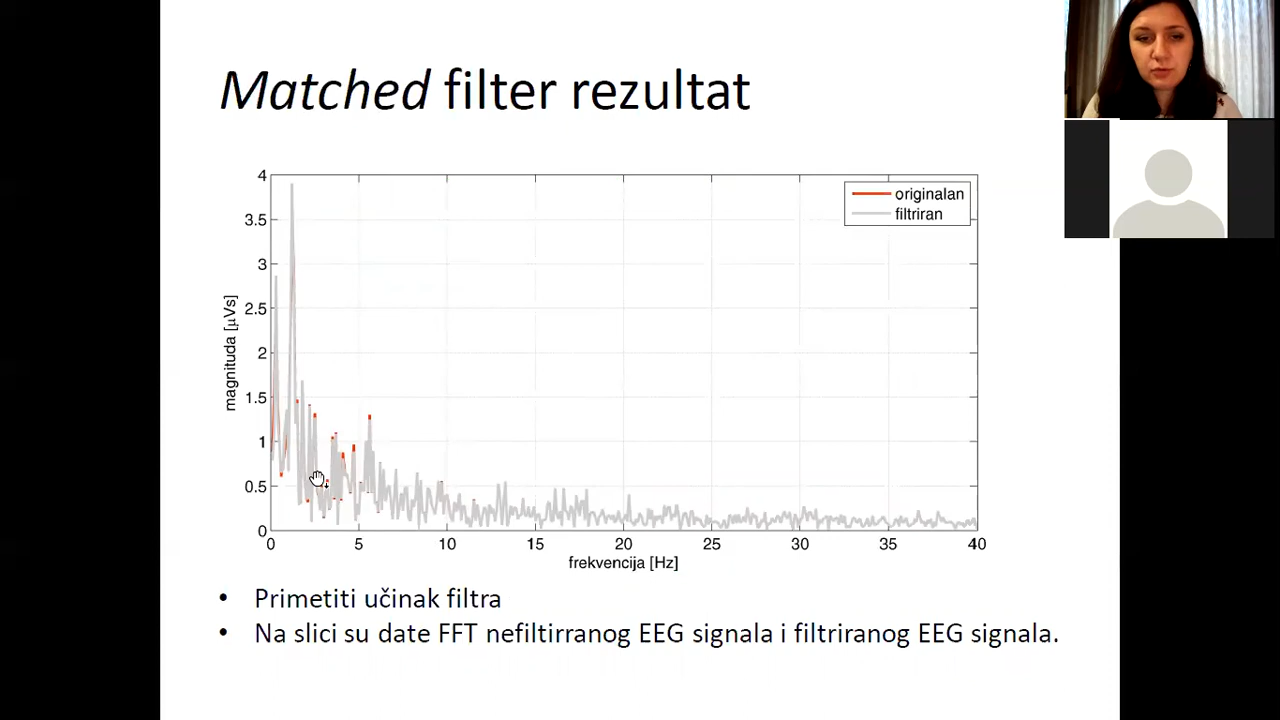 Matched filter rezultat
4
3.5
3
2.5
2
1.5
1
0.5
0
magnituda [μVs]
originalan
filtriran
0 5 10 15 20 25 30 35 40
frekvencija [Hz]
• Primetiti učinak filtra
• Na slici su date FFT nefiltirranog EEG signala i filtriranog EEG signala.